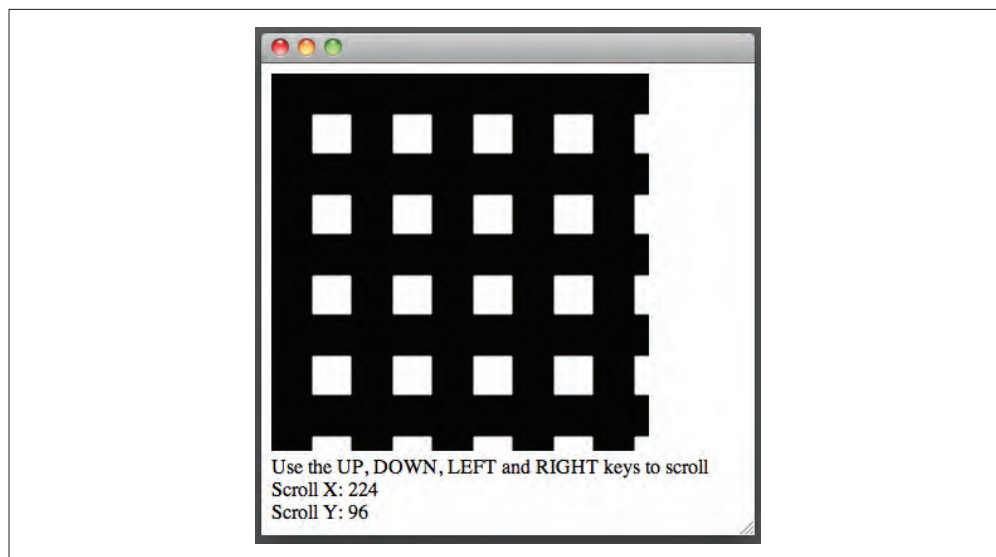 Use the UP, DOWN, LEFT and RIGHT keys to scroll
Scroll X: 224
Scroll Y: 96